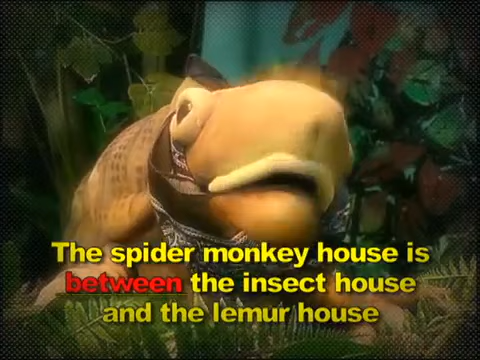 The spider monkey house is
between the insect house
and the lemur house